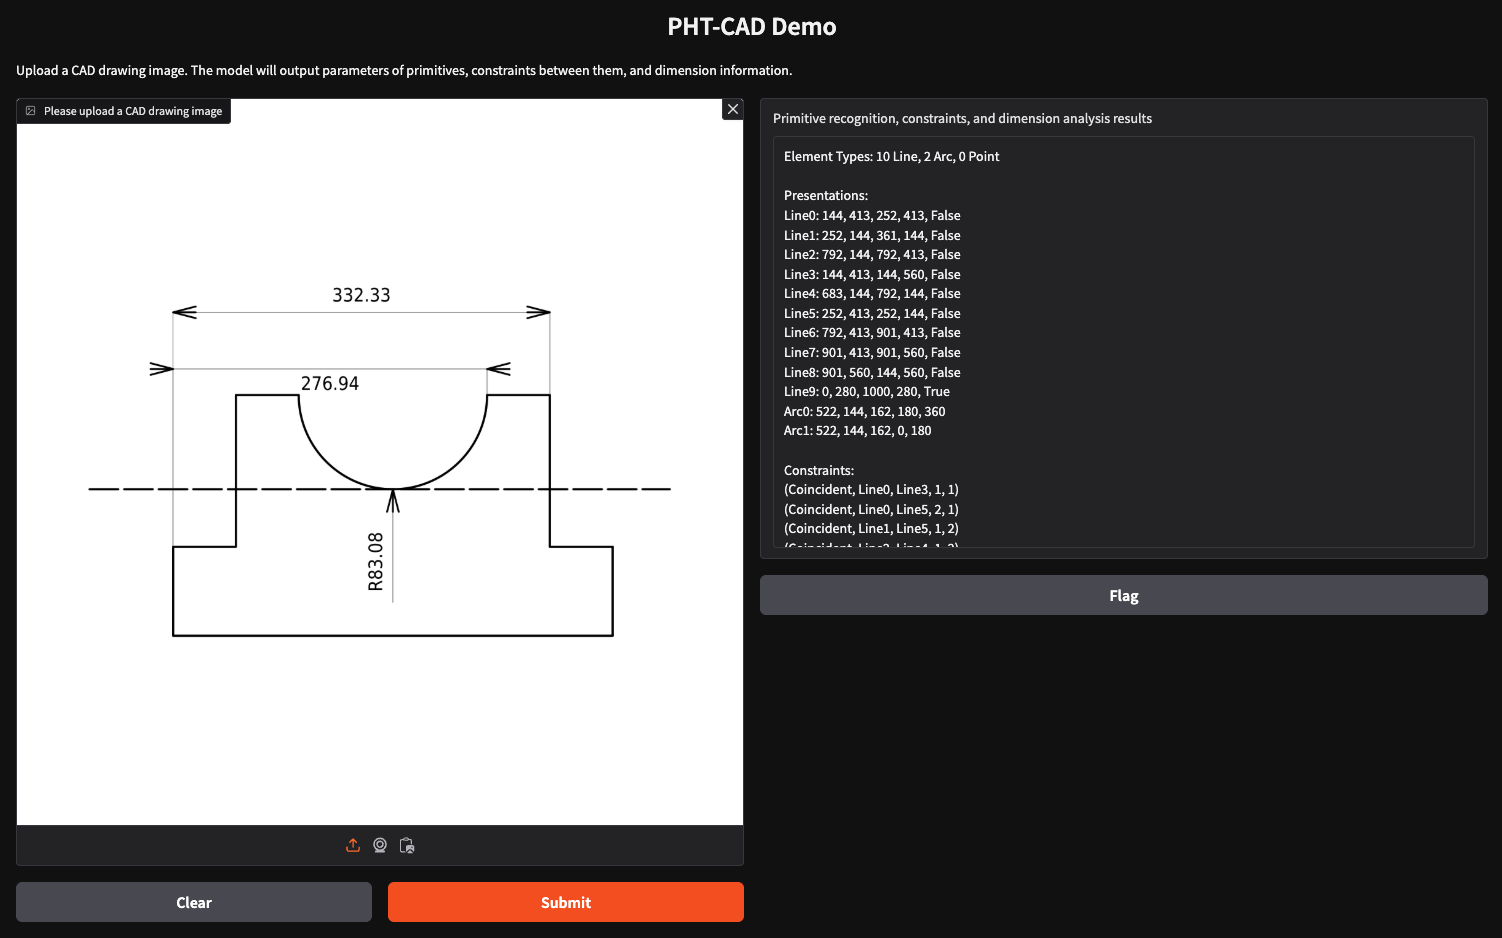 PHT-CAD Demo
Upload a CAD drawing image. The model will output parameters of primitives, constraints between them, and dimension information.
Please upload a CAD drawing image
332.33
276.94
R83.08
Clear
Submit
Primitive recognition, constraints, and dimension analysis results
Element Types: 10 Line, 2 Arc, 0 Point
Presentations:
Line0: 144, 413, 252, 413, False
Line1: 252, 144, 361, 144, False
Line2: 792, 144, 792, 413, False
Line3: 144, 413, 144, 560, False
Line4: 683, 144, 792, 144, False
Line5: 252, 413, 252, 144, False
Line6: 792, 413, 901, 413, False
Line7: 901, 413, 901, 560, False
Line8: 901, 560, 144, 560, False
Line9: 0, 280, 1000, 280, True
Arc0: 522, 144, 162, 180, 360
Arc1: 522, 144, 162, 0, 180
Constraints:
(Coincident, Line0, Line3, 1, 1)
(Coincident, Line0, Line5, 2, 1)
(Coincident, Line1, Line5, 1, 2)
Flag